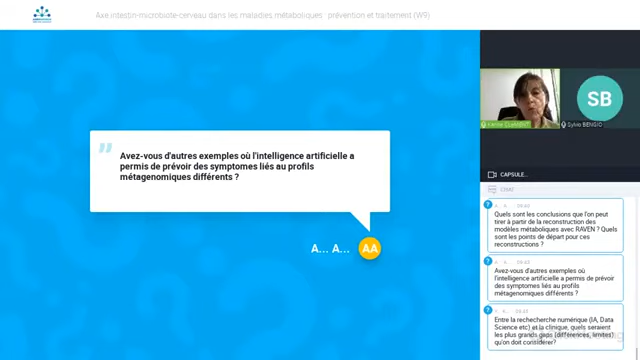 Axe intestin-microbiote-cerveau dans les maladies métaboliques : prévention et traitement (W9)
Avez-vous d'autres exemples où l'intelligence artificielle a
permis de prévoir des symptomes liés au profils
métagenomiques différents ?
A... A...
AA
SB
Karine CLÉMENT
Sylvio BENGIO
CAPSULE...
CHAT
Quels sont les conclusions que l'on peut
tirer à partir de la reconstruction des
modèles métaboliques avec RAVEN ? Quels
sont les points de départ pour ces
reconstructions ?
Avez-vous d'autres exemples où
l'intelligence artificielle a permis de prévoir
des symptomes liés au profils
métagenomiques différents ?
Entre la rechecherche numérique (IA, Data
Science etc) et la clinique, quels seraient
les plus grands gaps (différences, limites)
qu'on doit considérer?